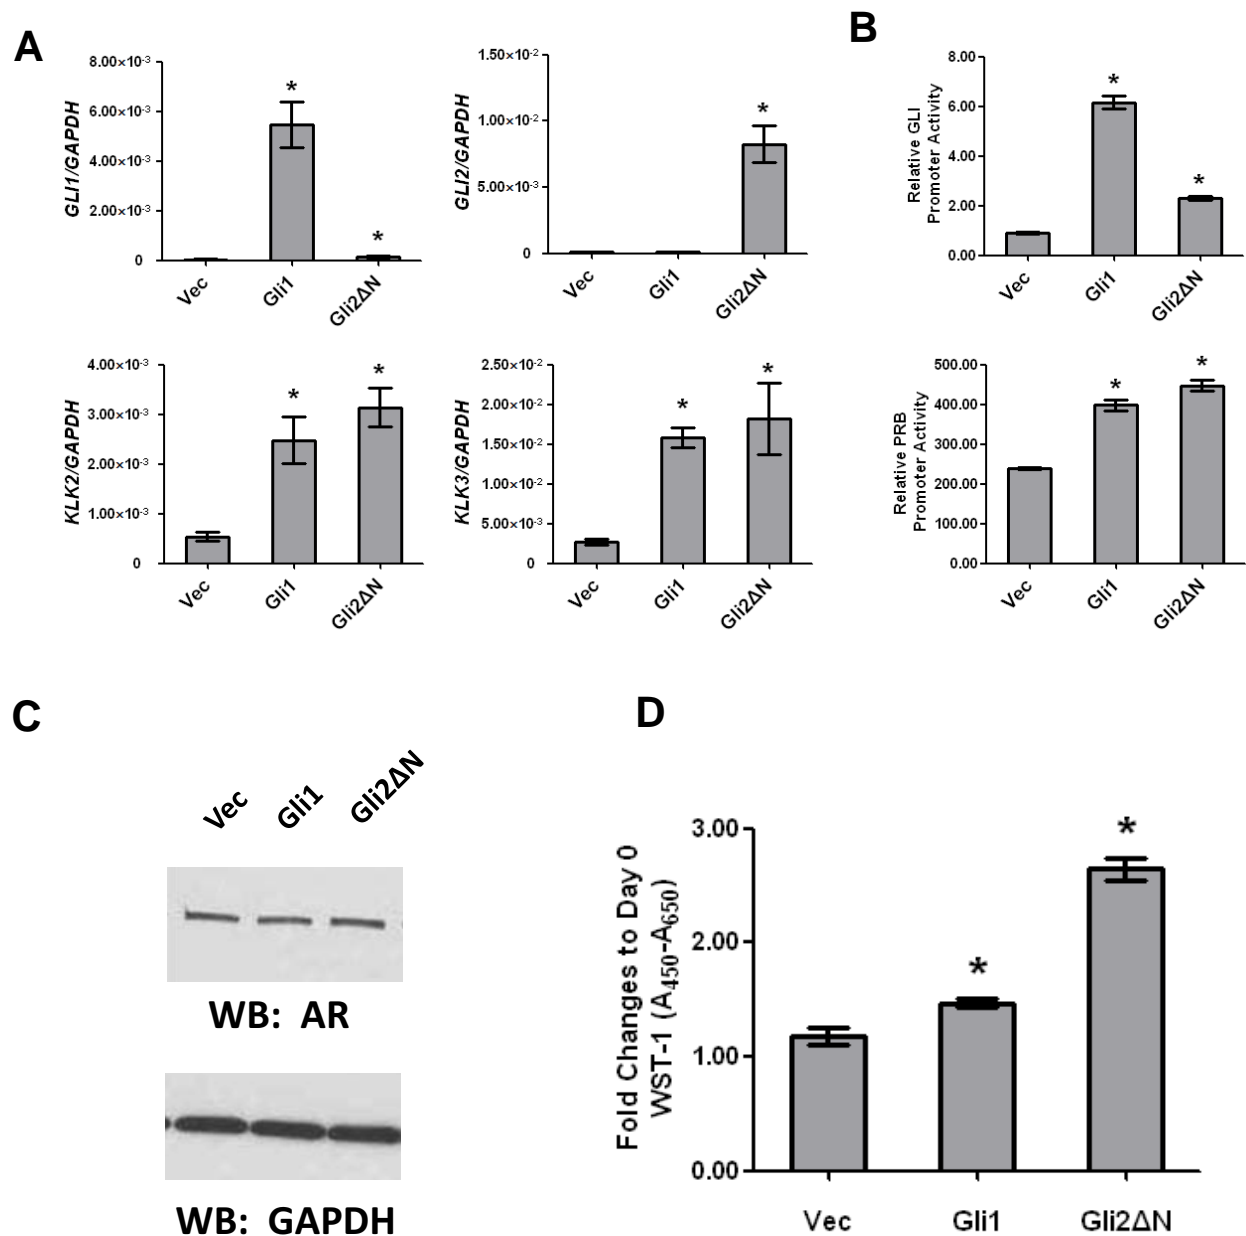 A
GLI1/GAPDH
8.00×10⁻³
6.00×10⁻³
4.00×10⁻³
2.00×10⁻³
0
*
*
Vec
Gli1
Gli2ΔN
GLI2/GAPDH
1.50×10⁻²
1.00×10⁻²
5.00×10⁻³
0
*
Vec
Gli1
Gli2ΔN
KLK2/GAPDH
4.00×10⁻³
3.00×10⁻³
2.00×10⁻³
1.00×10⁻³
0
*
*
Vec
Gli1
Gli2ΔN
KLK3/GAPDH
2.50×10⁻²
2.00×10⁻²
1.50×10⁻²
1.00×10⁻²
5.00×10⁻³
0
*
*
Vec
Gli1
Gli2ΔN
B
Relative GLI
Promoter Activity
8.00
6.00
4.00
2.00
0.00
*
*
Vec
Gli1
Gli2ΔN
Relative PRB
Promoter Activity
500.00
400.00
300.00
200.00
100.00
0.00
*
*
Vec
Gli1
Gli2ΔN
C
Vec
Gli1
Gli2ΔN
WB: AR
WB: GAPDH
D
Fold Changes to Day 0
WST-1 (A₄₅₀-A₆₅₀)
3.00
2.00
1.00
0.00
*
*
Vec
Gli1
Gli2ΔN